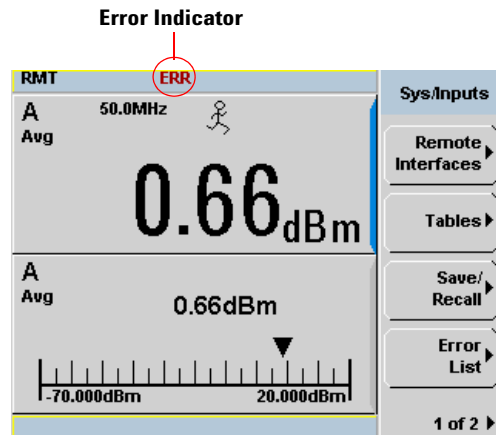 Error Indicator
RMT ERR
Sys/Inputs
A 50.0MHz
Avg
0.66dBm
Remote
Interfaces
Tables
Save/
Recall
Error
List
1 of 2
A
Avg
0.66dBm
-70.000dBm 20.000dBm